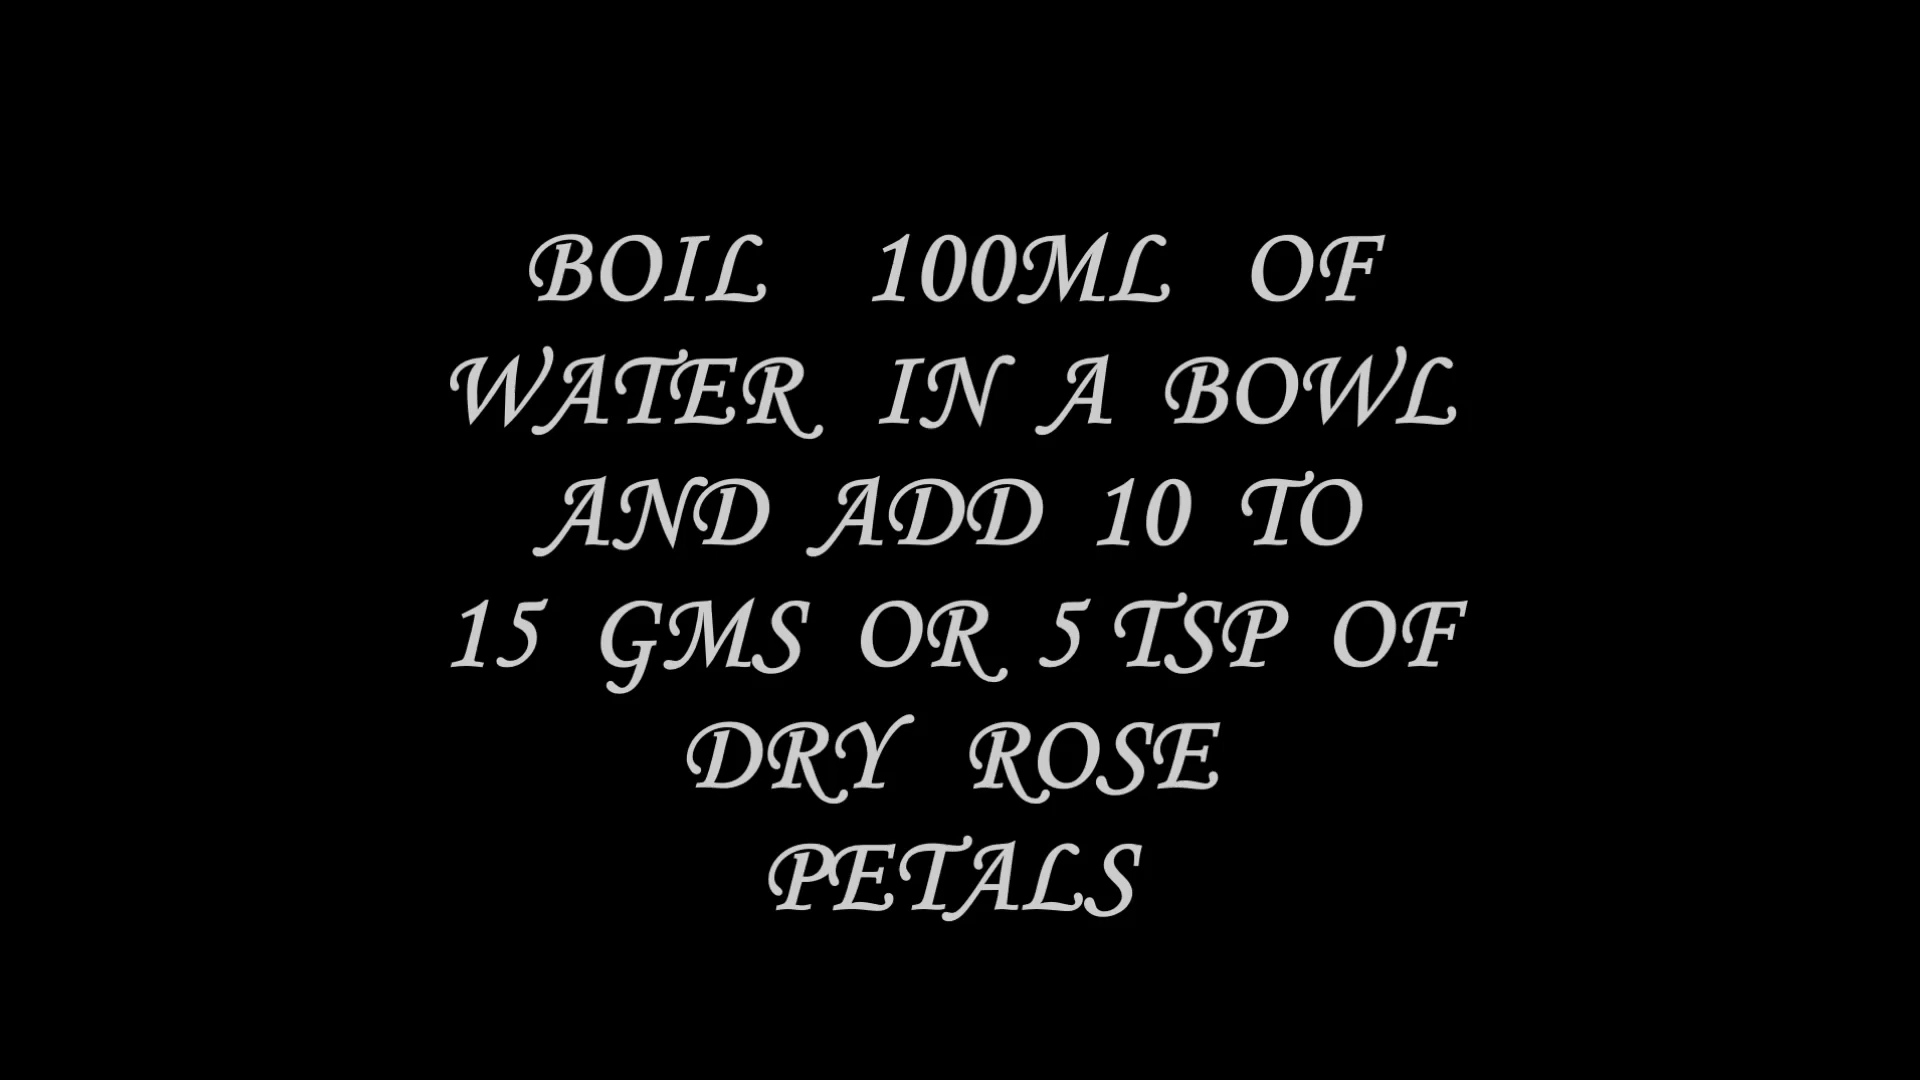 BOIL 100ML OF
WATER IN A BOWL
AND ADD 10 TO
15 GMS OR 5 TSP OF
DRY ROSE
PETALS